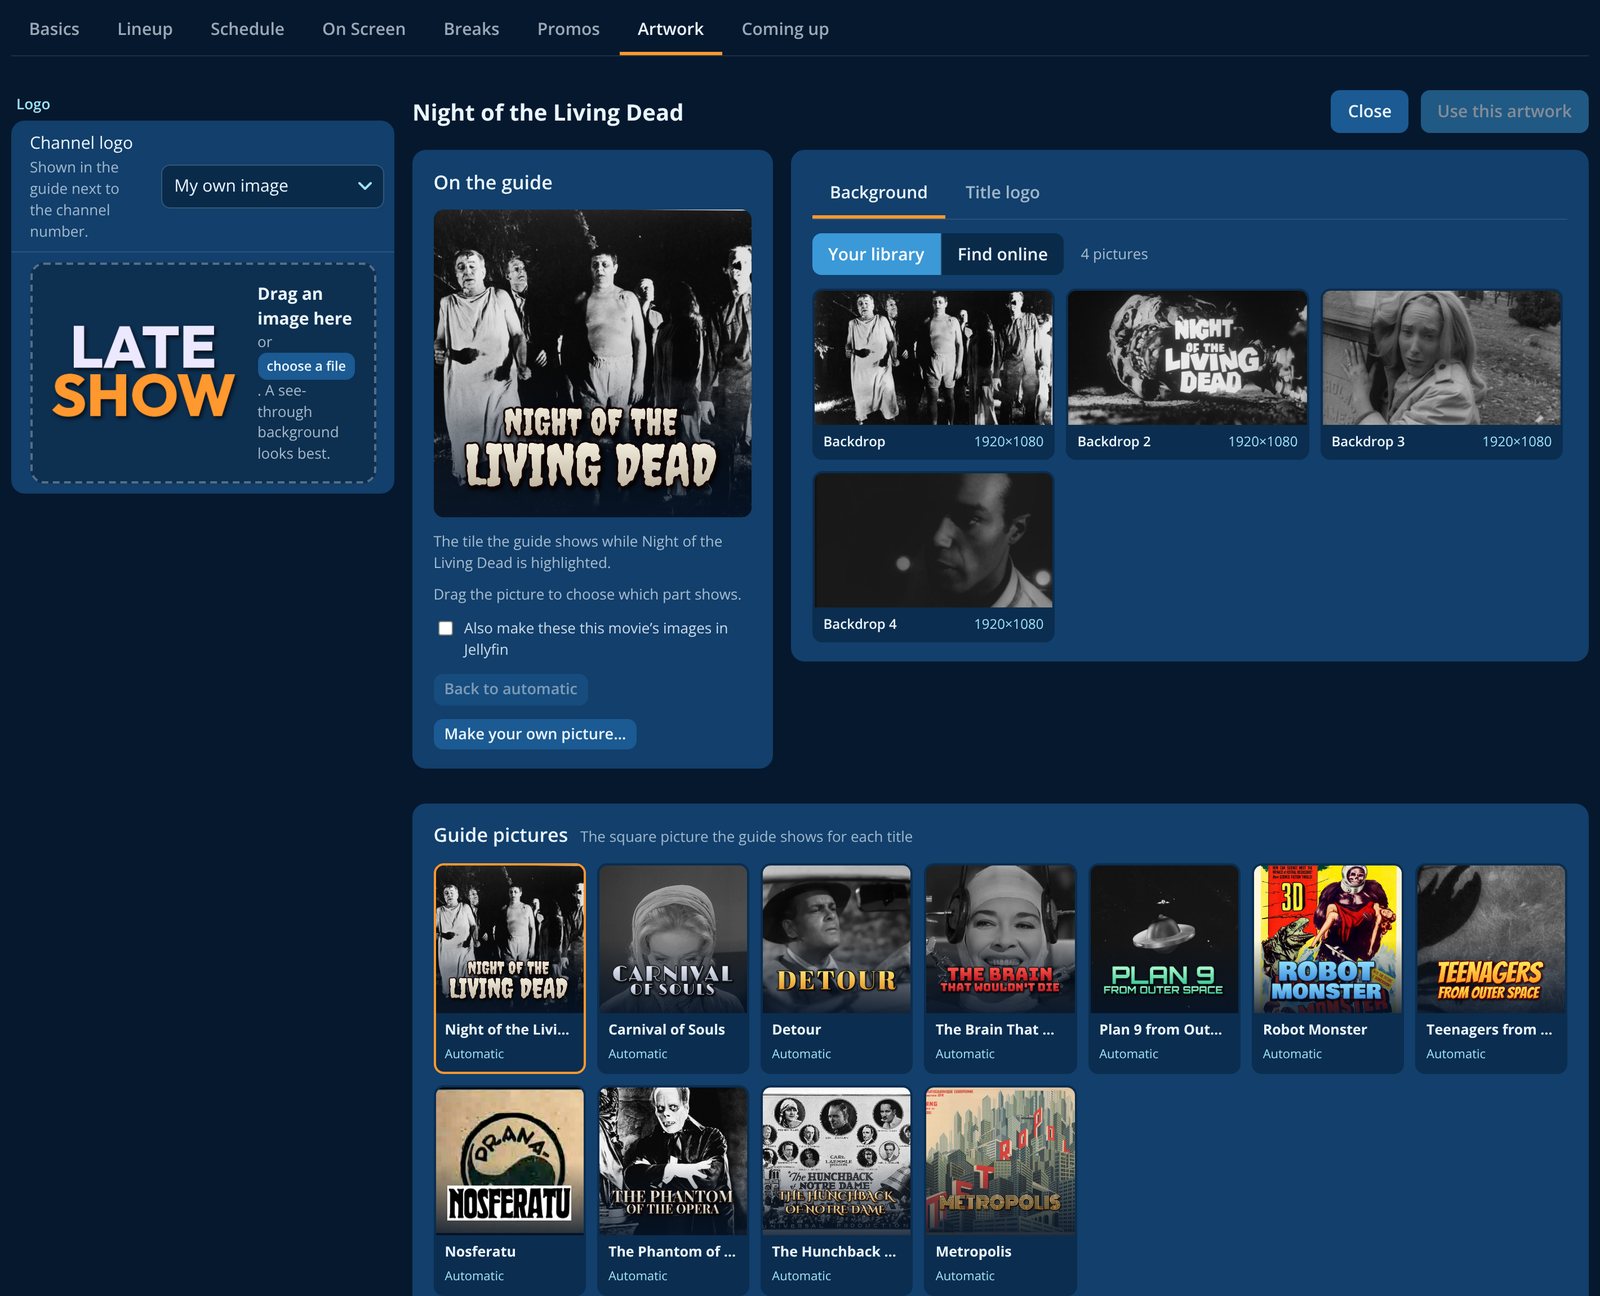 Basics Lineup Schedule On Screen Breaks Promos Artwork Coming up
Logo
Channel logo
Shown in the
guide next to
the channel
number.
My own image
LATE
SHOW
Drag an
image here
or
choose a file
. A see-
through
background
looks best.
Night of the Living Dead
Close
Use this artwork
On the guide
NIGHT OF THE
LIVING DEAD
The tile the guide shows while Night of the
Living Dead is highlighted.
Drag the picture to choose which part shows.
Also make these this movie’s images in
Jellyfin
Back to automatic
Make your own picture...
Background Title logo
Your library Find online 4 pictures
NIGHT
OF THE
LIVING
DEAD
Backdrop 1920×1080
Backdrop 2 1920×1080
Backdrop 3 1920×1080
Backdrop 4 1920×1080
Guide pictures The square picture the guide shows for each title
NIGHT OF THE
LIVING DEAD
Night of the Livi...
Automatic
CARNIVAL
OF SOULS
Carnival of Souls
Automatic
DETOUR
Detour
Automatic
THE BRAIN
THAT WOULDN'T DIE
The Brain That ...
Automatic
PLAN 9
FROM OUTER SPACE
Plan 9 from Out...
Automatic
3D
ROBOT
MONSTER
Robot Monster
Automatic
TEENAGERS
FROM OUTER SPACE
Teenagers from ...
Automatic
PRANA-
NOSFERATU
Nosferatu
Automatic
THE PHANTOM
OF THE OPERA
The Phantom of ...
Automatic
CARL
LAEMMLE
The HUNCHBACK
of NOTRE DAME
THE HUNCHBACK
OF NOTRE DAME
UNIVERSAL PRODUCTION
The Hunchback ...
Automatic
METROPOLIS
Metropolis
Automatic